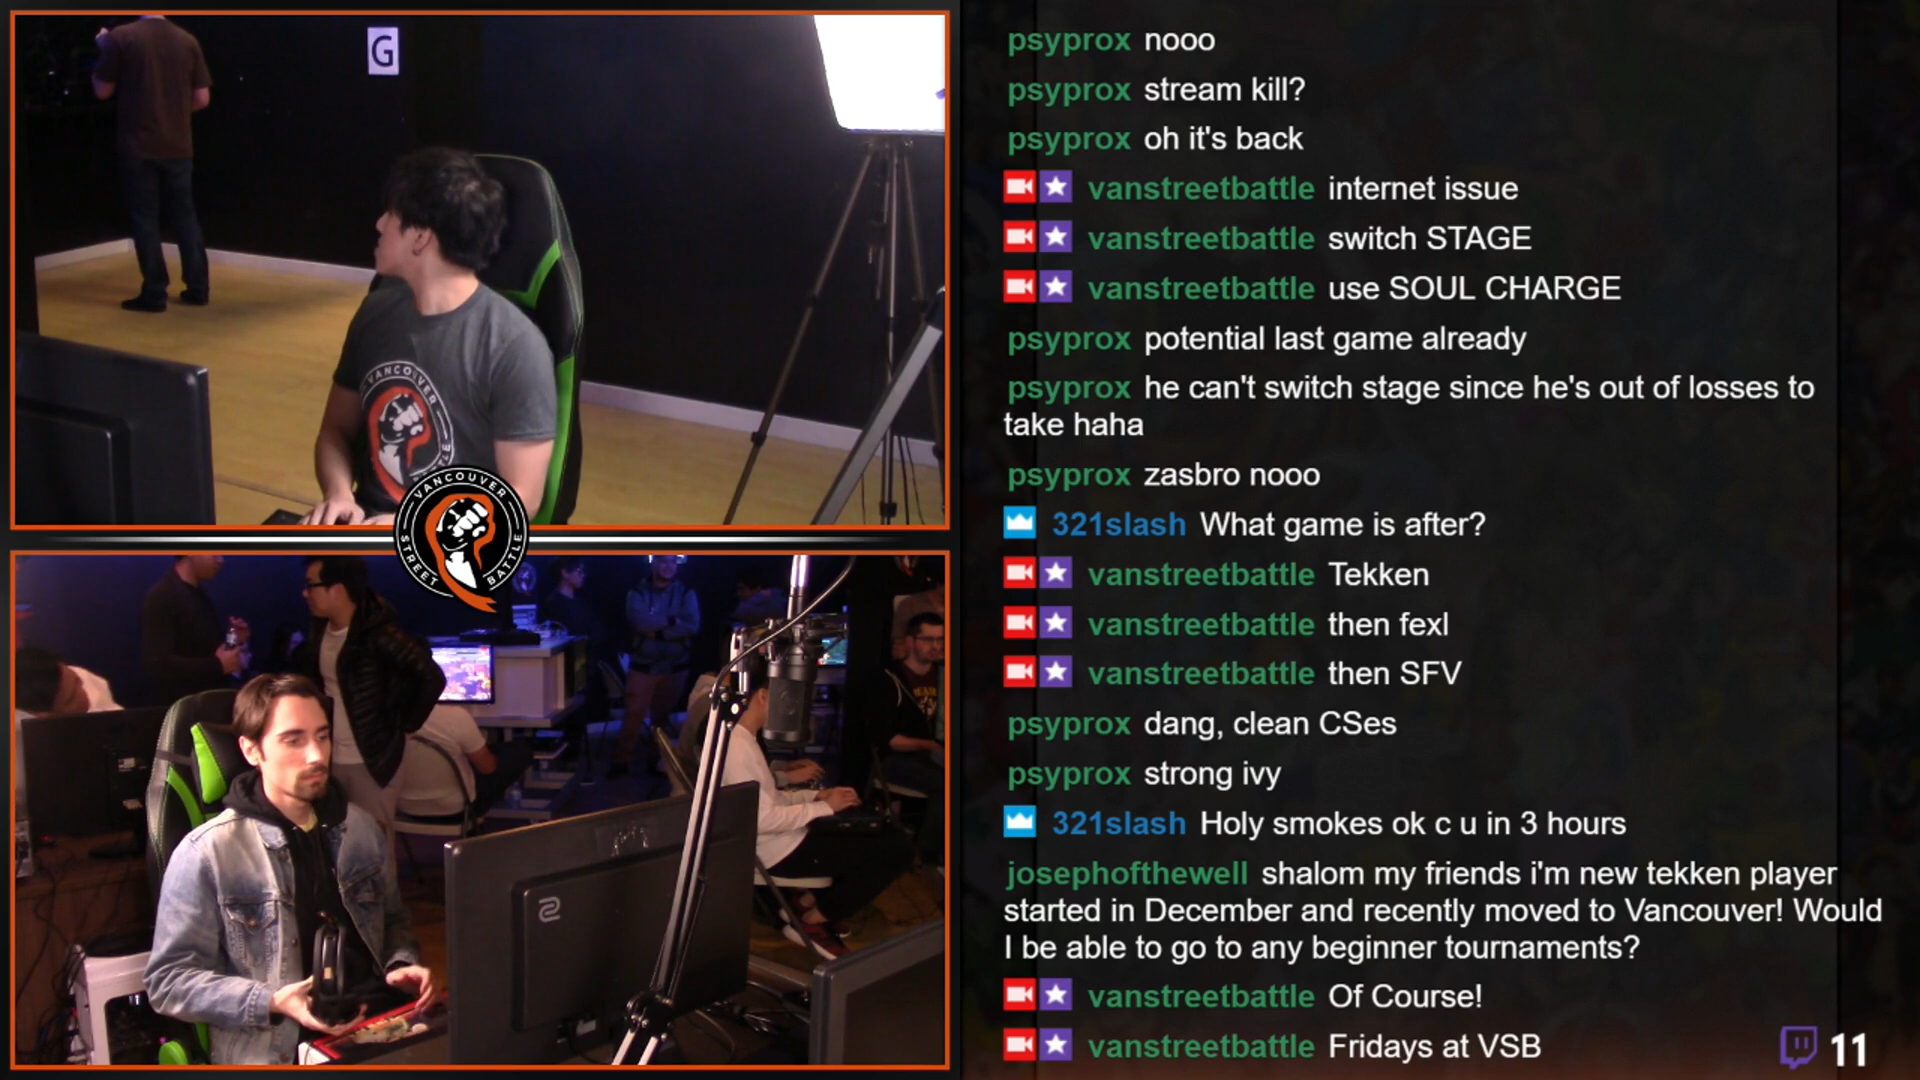 G
VANCOUVER
VANCOUVER
STREET BATTLE
psyprox nooo
psyprox stream kill?
psyprox oh it's back
vanstreetbattle internet issue
vanstreetbattle switch STAGE
vanstreetbattle use SOUL CHARGE
psyprox potential last game already
psyprox he can't switch stage since he's out of losses to
take haha
psyprox zasbro nooo
321slash What game is after?
vanstreetbattle Tekken
vanstreetbattle then fexl
vanstreetbattle then SFV
psyprox dang, clean CSes
psyprox strong ivy
321slash Holy smokes ok c u in 3 hours
josephofthewell shalom my friends i'm new tekken player
started in December and recently moved to Vancouver! Would
I be able to go to any beginner tournaments?
vanstreetbattle Of Course!
vanstreetbattle Fridays at VSB
11